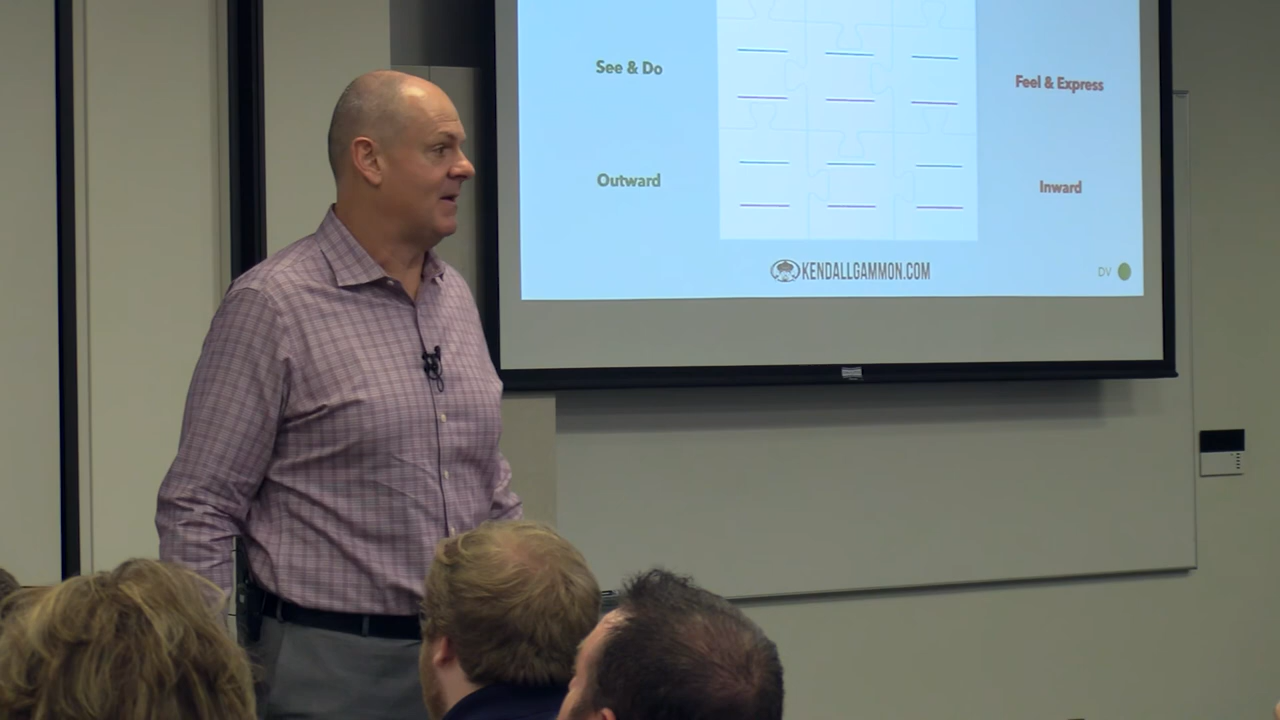 See & Do
Feel & Express
Outward
Inward
KENDALLGAMMON.COM
DV